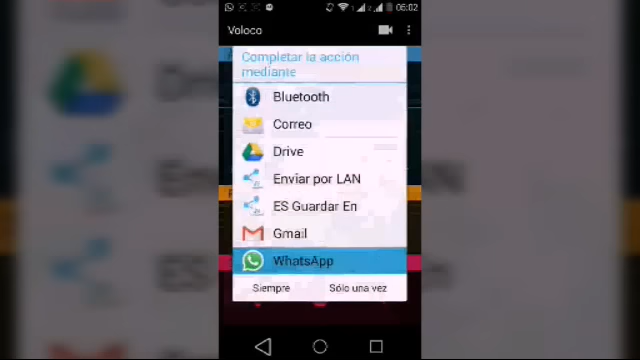 06:02
Voloco
Completar la acción
mediante
Bluetooth
Correo
Drive
Enviar por LAN
ES Guardar En
Gmail
WhatsApp
Siempre
Sólo una vez